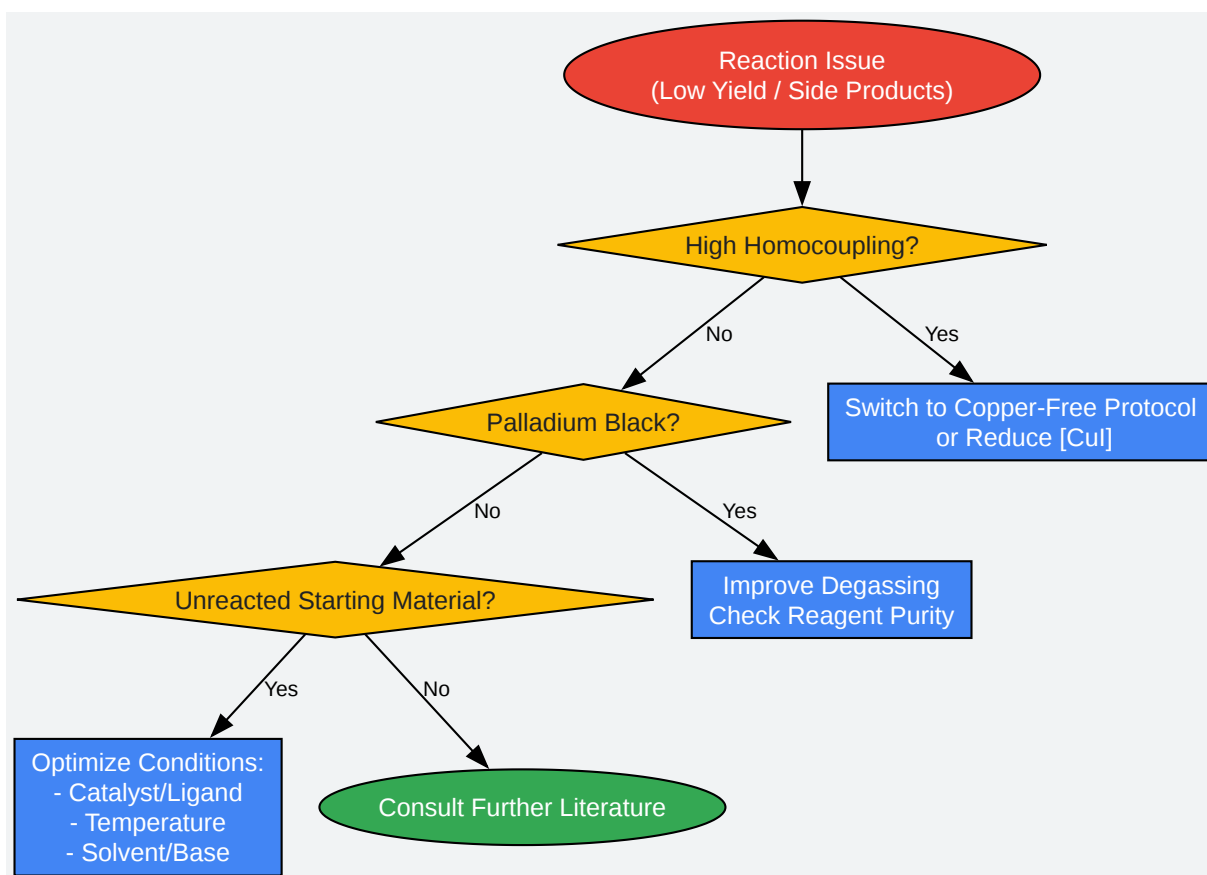 Reaction Issue
(Low Yield / Side Products)
High Homocoupling?
No
Yes
Palladium Black?
Switch to Copper-Free Protocol
or Reduce [CuI]
No
Yes
Unreacted Starting Material?
Improve Degassing
Check Reagent Purity
Yes
No
Optimize Conditions:
- Catalyst/Ligand
- Temperature
- Solvent/Base
Consult Further Literature